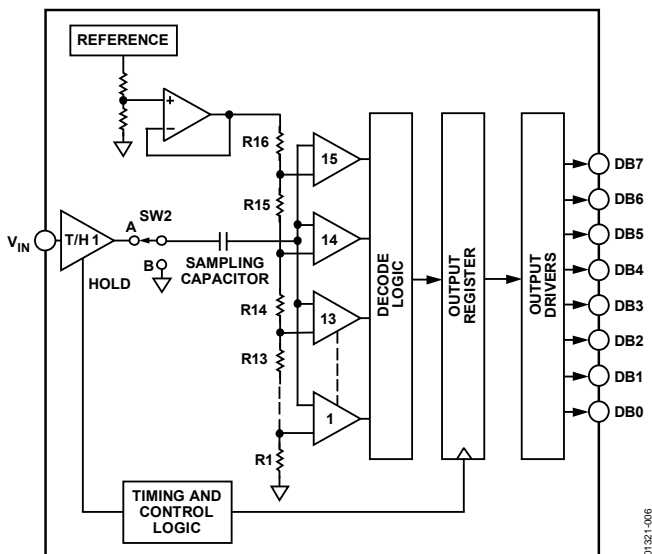 REFERENCE
+
−
R16
15
DB7
R15
DB6
SW2
A
14
DB5
VIN
T/H 1
B
SAMPLING
CAPACITOR
HOLD
DECODE
LOGIC
OUTPUT
REGISTER
OUTPUT
DRIVERS
DB4
R14
13
DB3
R13
DB2
DB1
1
DB0
R1
TIMING AND
CONTROL
LOGIC
01321-006